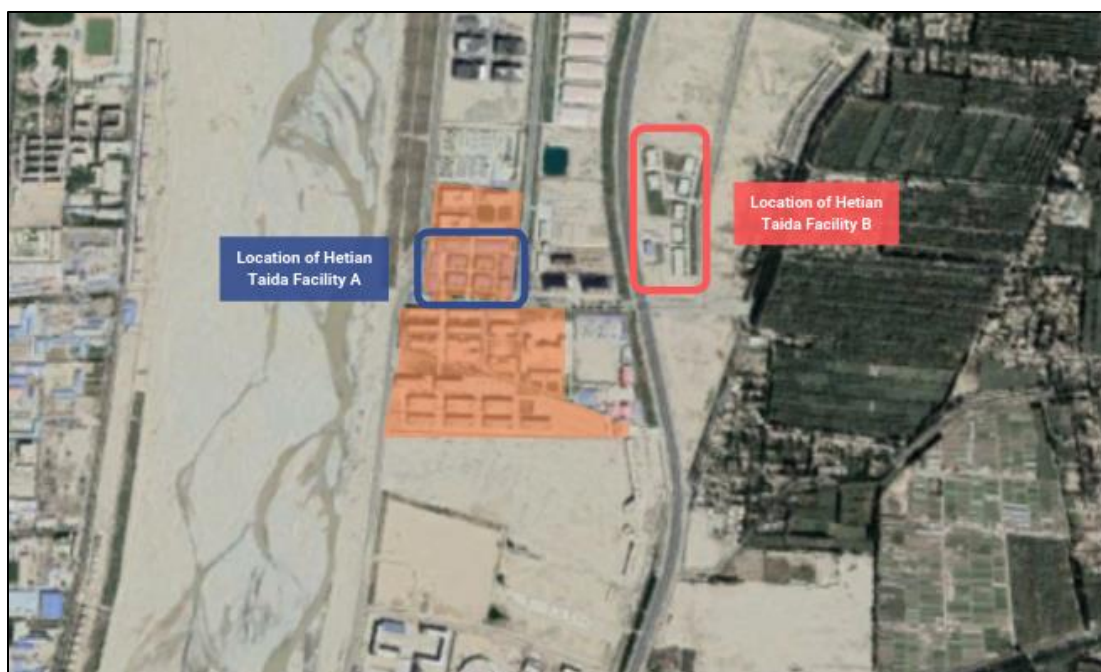 Location of Hetian
Taida Facility A
Location of Hetian
Taida Facility B